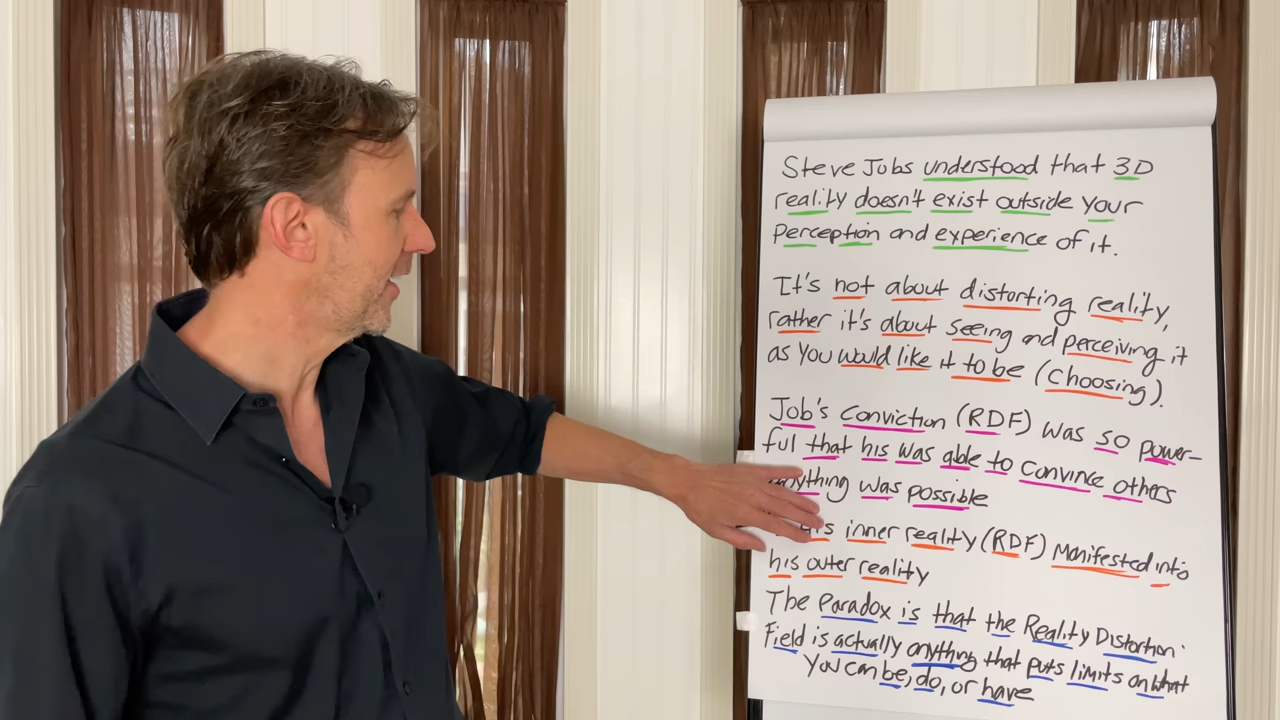 Steve Jobs understood that 3D
reality doesn't exist outside your
perception and experience of it.
It's not about distorting reality,
rather it's about seeing and perceiving it
as you would like it to be (choosing).
Job's conviction (RDF) was so power-
ful that his was able to convince others
anything was possible
his inner reality (RDF) manifested into
his outer reality
The Paradox is that the Reality Distortion
Field is actually anything that puts limits on what
you can be, do, or have